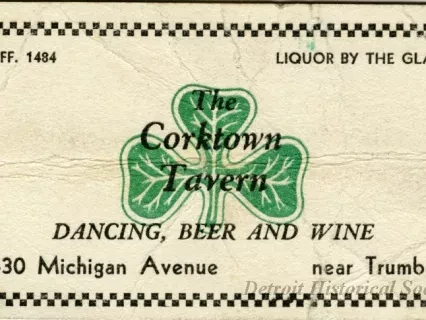 FF. 1484
LIQUOR BY THE GLA
The
Corktown
Tavern
DANCING, BEER AND WINE
30 Michigan Avenue
near Trumb
Detroit Historical Soc